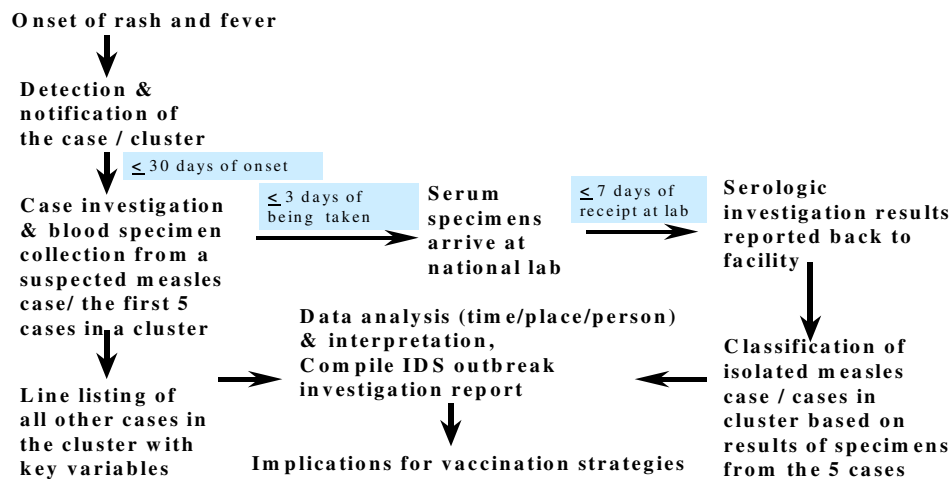 Onset of rash and fever
Detection &
notification of
the case / cluster
< 30 days of onset
Case investigation
& blood specimen
collection from a
suspected measles
case/ the first 5
cases in a cluster
< 3 days of
being taken
Serum
specimens
arrive at
national lab
< 7 days of
receipt at lab
Serologic
investigation results
reported back to
facility
Line listing of
all other cases in
the cluster with
key variables
Data analysis (time/place/person)
& interpretation,
Compile IDS outbreak
investigation report
Classification of
isolated measles
case / cases in
cluster based on
results of specimens
from the 5 cases
Implications for vaccination strategies